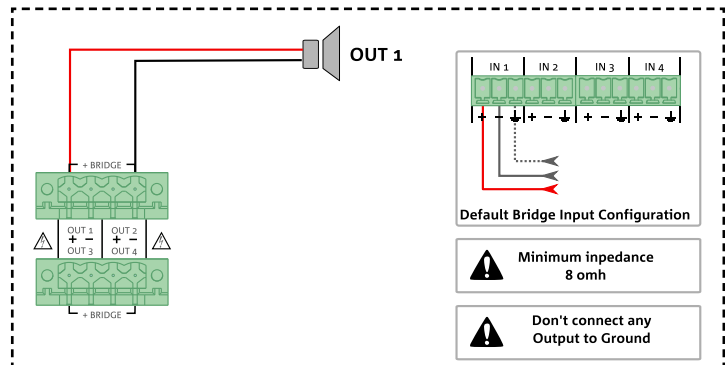 OUT 1
+ BRIDGE -
OUT 1 OUT 2
+ - + -
OUT 3 OUT 4
+ BRIDGE -
IN 1 IN 2 IN 3 IN 4
+ - + - + - + -
Default Bridge Input Configuration
Minimum inpedance
8 omh
Don't connect any
Output to Ground